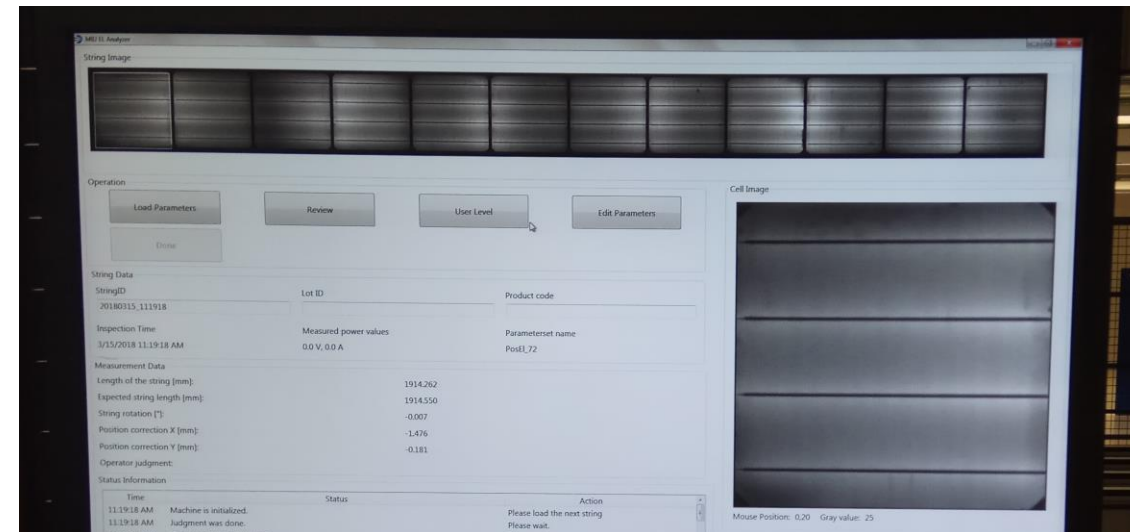 MBJ EL Analyzer
String Image
Operation
Load Parameters
Review
User Level
Edit Parameters
Done
Cell Image
String Data
StringID
Lot ID
Product code
20180315_111918
Inspection Time
Measured power values
Parameterset name
3/15/2018 11:19:18 AM
0.0 V, 0.0 A
PosEl_72
Measurement Data
Length of the string [mm]: 1914.262
Expected string length [mm]: 1914.550
String rotation [°]: -0.007
Position correction X [mm]: -1.476
Position correction Y [mm]: -0.181
Operator judgment:
Status Information
Time Status Action
11:19:18 AM Machine is initialized. Please load the next string
11:19:18 AM Judgment was done. Please wait.
Mouse Position: 0,20 Gray value: 25